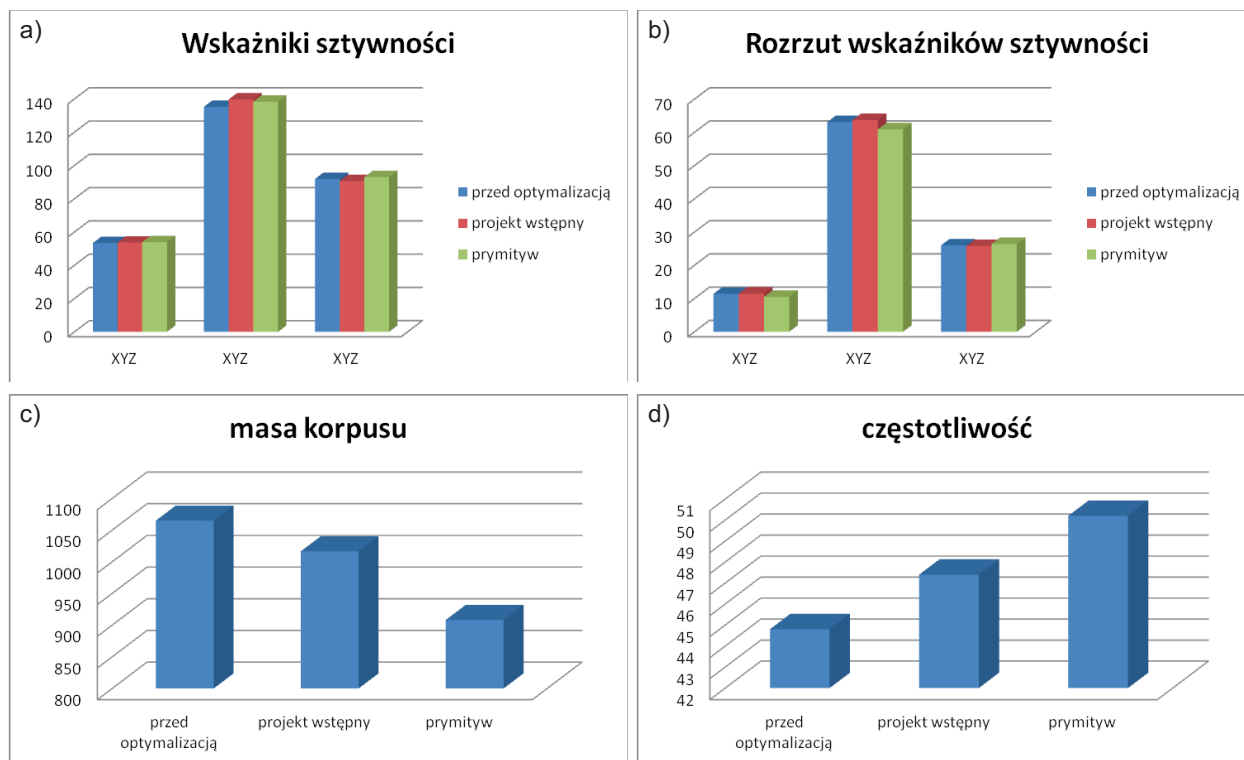 a)
Wskażniki sztywności
140
120
100
80
60
40
20
0
XYZ XYZ XYZ
przed optymalizacją
projekt wstępny
prymityw
b)
Rozrzut wskaźników sztywności
70
60
50
40
30
20
10
0
XYZ XYZ XYZ
przed optymalizacją
projekt wstępny
prymityw
c)
masa korpusu
1100
1050
1000
950
900
850
800
przed
optymalizacją
projekt wstępny
prymityw
d)
częstotliwość
51
50
49
48
47
46
45
44
43
42
przed
optymalizacją
projekt wstępny
prymityw